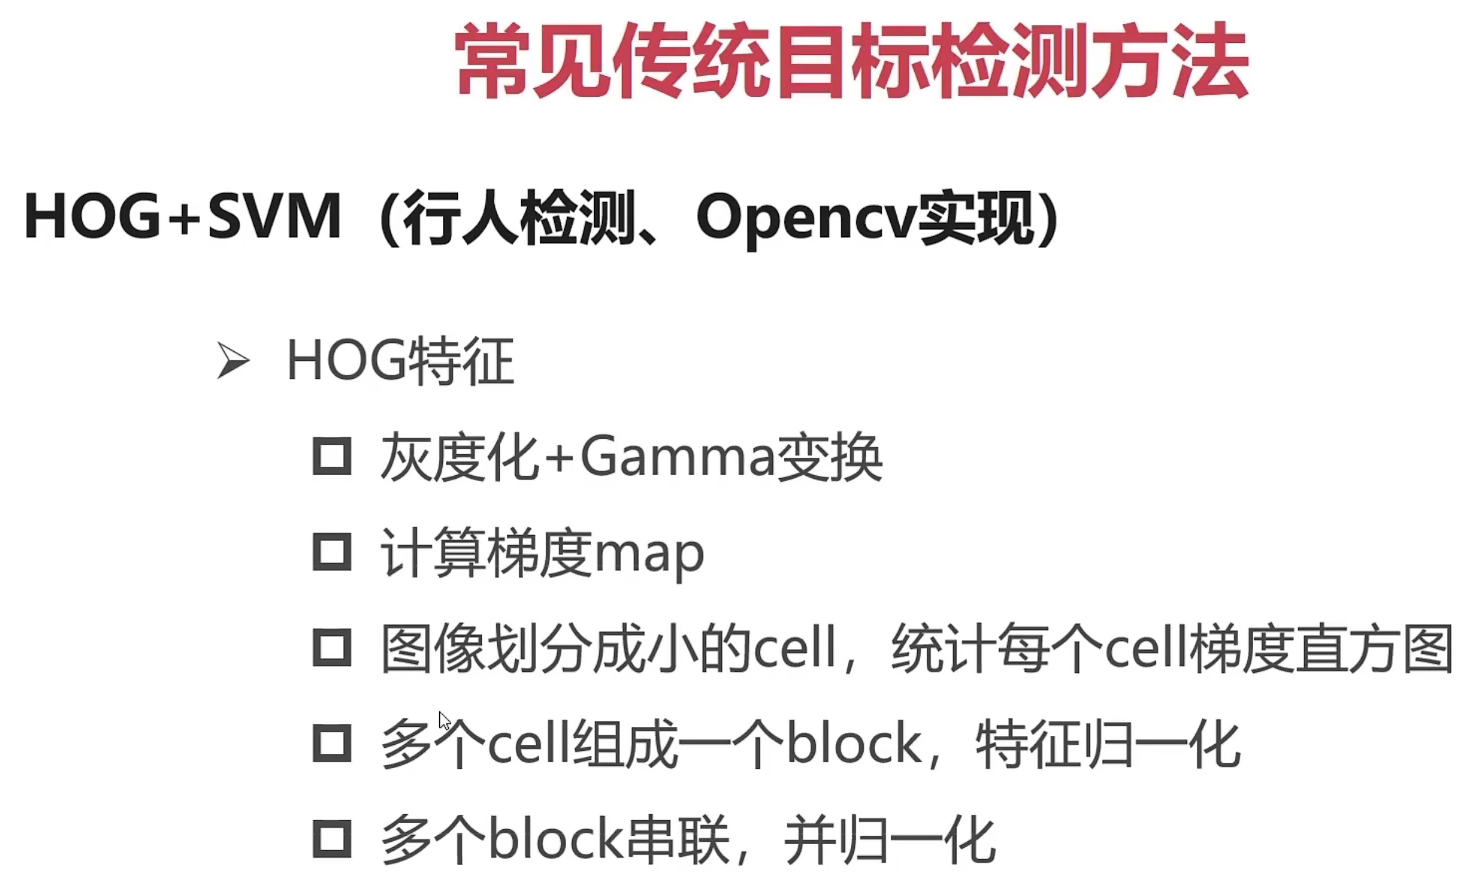 常见传统目标检测方法
HOG+SVM（行人检测、Opencv实现）
HOG特征
灰度化+Gamma变换
计算梯度map
图像划分成小的cell，统计每个cell梯度直方图
多个cell组成一个block，特征归一化
多个block串联，并归一化